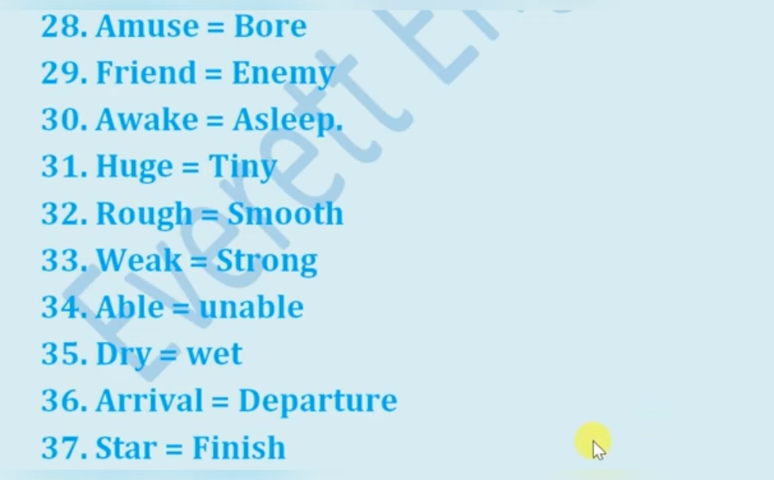 28. Amuse = Bore
29. Friend = Enemy
30. Awake = Asleep.
31. Huge = Tiny
32. Rough = Smooth
33. Weak = Strong
34. Able = unable
35. Dry = wet
36. Arrival = Departure
37. Star = Finish
Everett